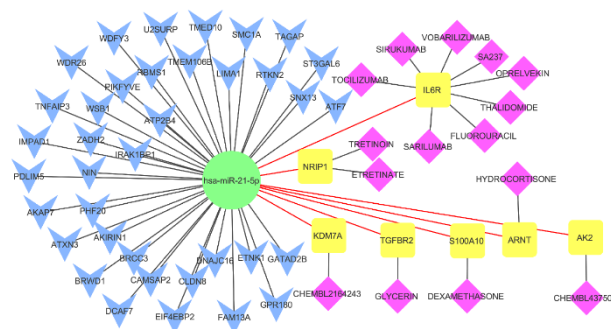 U2SURP
TMED10
WDFY3
SMC1A
TAGAP
WDR26
RBMS1
TMEM106B
LIMA1
RTKN2
ST3GAL6
PIKFYVE
SNX13
TNFAIP3
WSB1
ATP2B4
ATF7
IMPAD1
ZADH2
IRAK1BP1
PDLIM5
NIN
hsa-miR-21-5p
AKAP7
PHF20
ATXN3
AKIRIN1
BRWD1
BRCC3
CAMSAP2
DNAJC16
ETNK1
GATAD2B
CLDN8
DCAF7
EIF4EBP2
FAM13A
GPR180
VOBARILIZUMAB
SIRUKUMAB
SA237
OPRELVEKIN
TOCILIZUMAB
IL6R
THALIDOMIDE
FLUOROURACIL
SARILUMAB
TRETINOIN
NRIP1
ETRETINATE
HYDROCORTISONE
KDM7A
TGFBR2
S100A10
ARNT
AK2
CHEMBL2164243
GLYCERIN
DEXAMETHASONE
CHEMBL43750